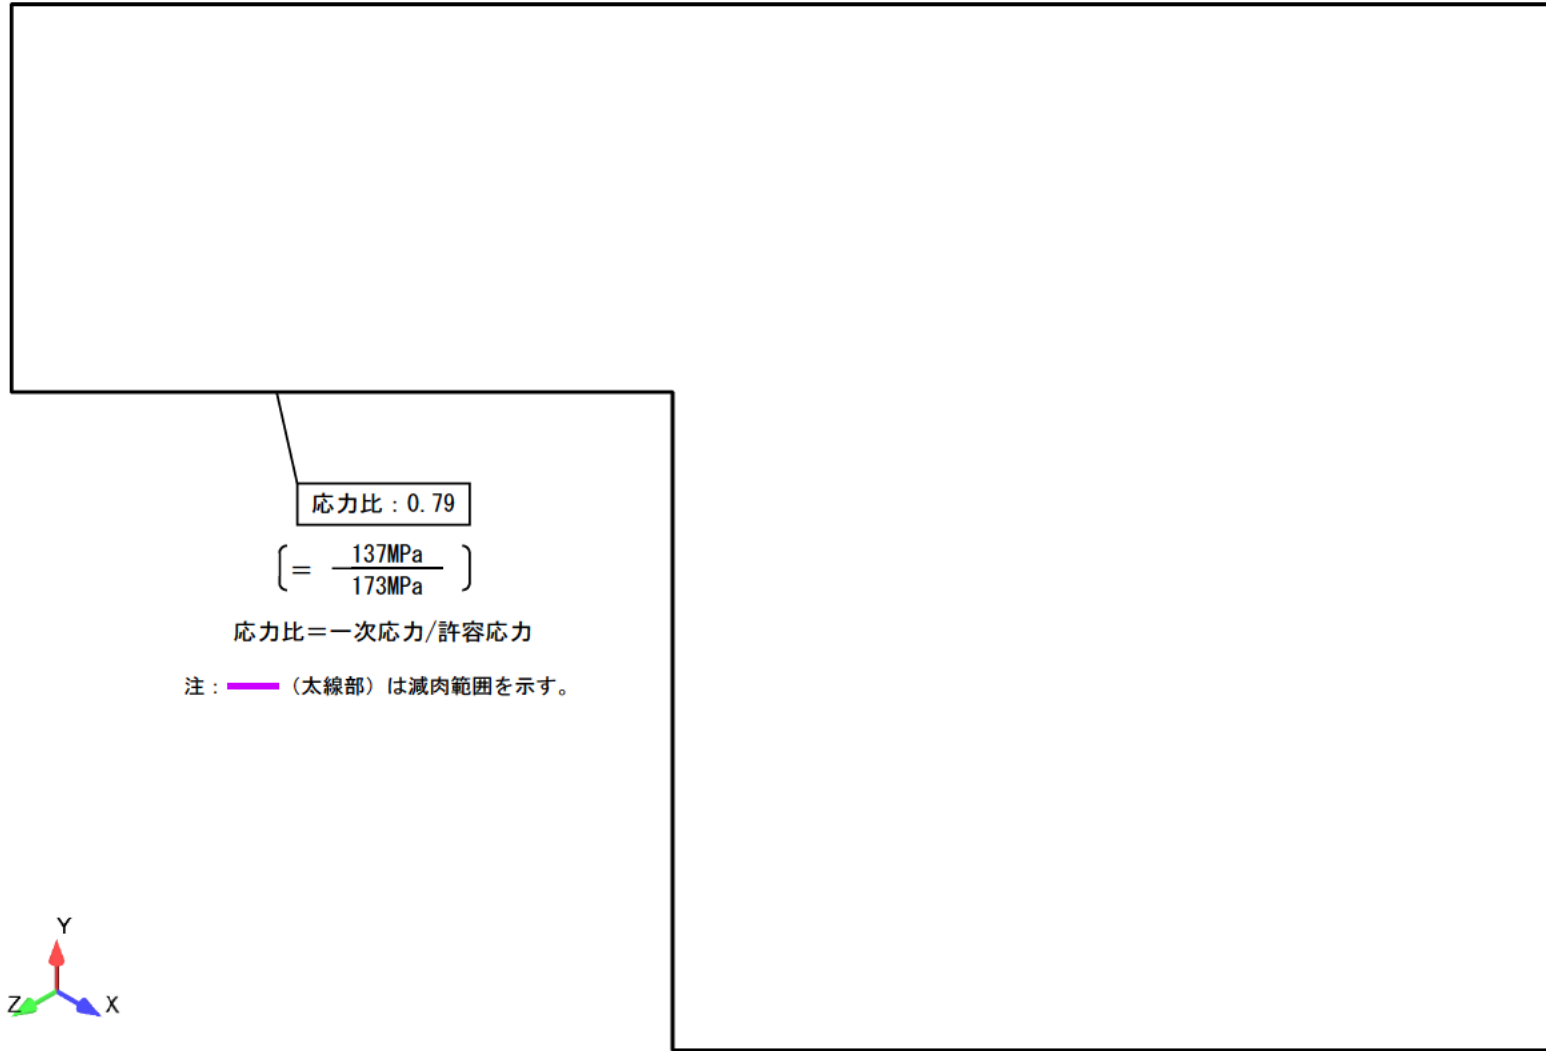 応力比：0.79
〔＝ 137MPa
173MPa 〕
応力比＝一次応力/許容応力
注：（太線部）は減肉範囲を示す。
Y
Z X